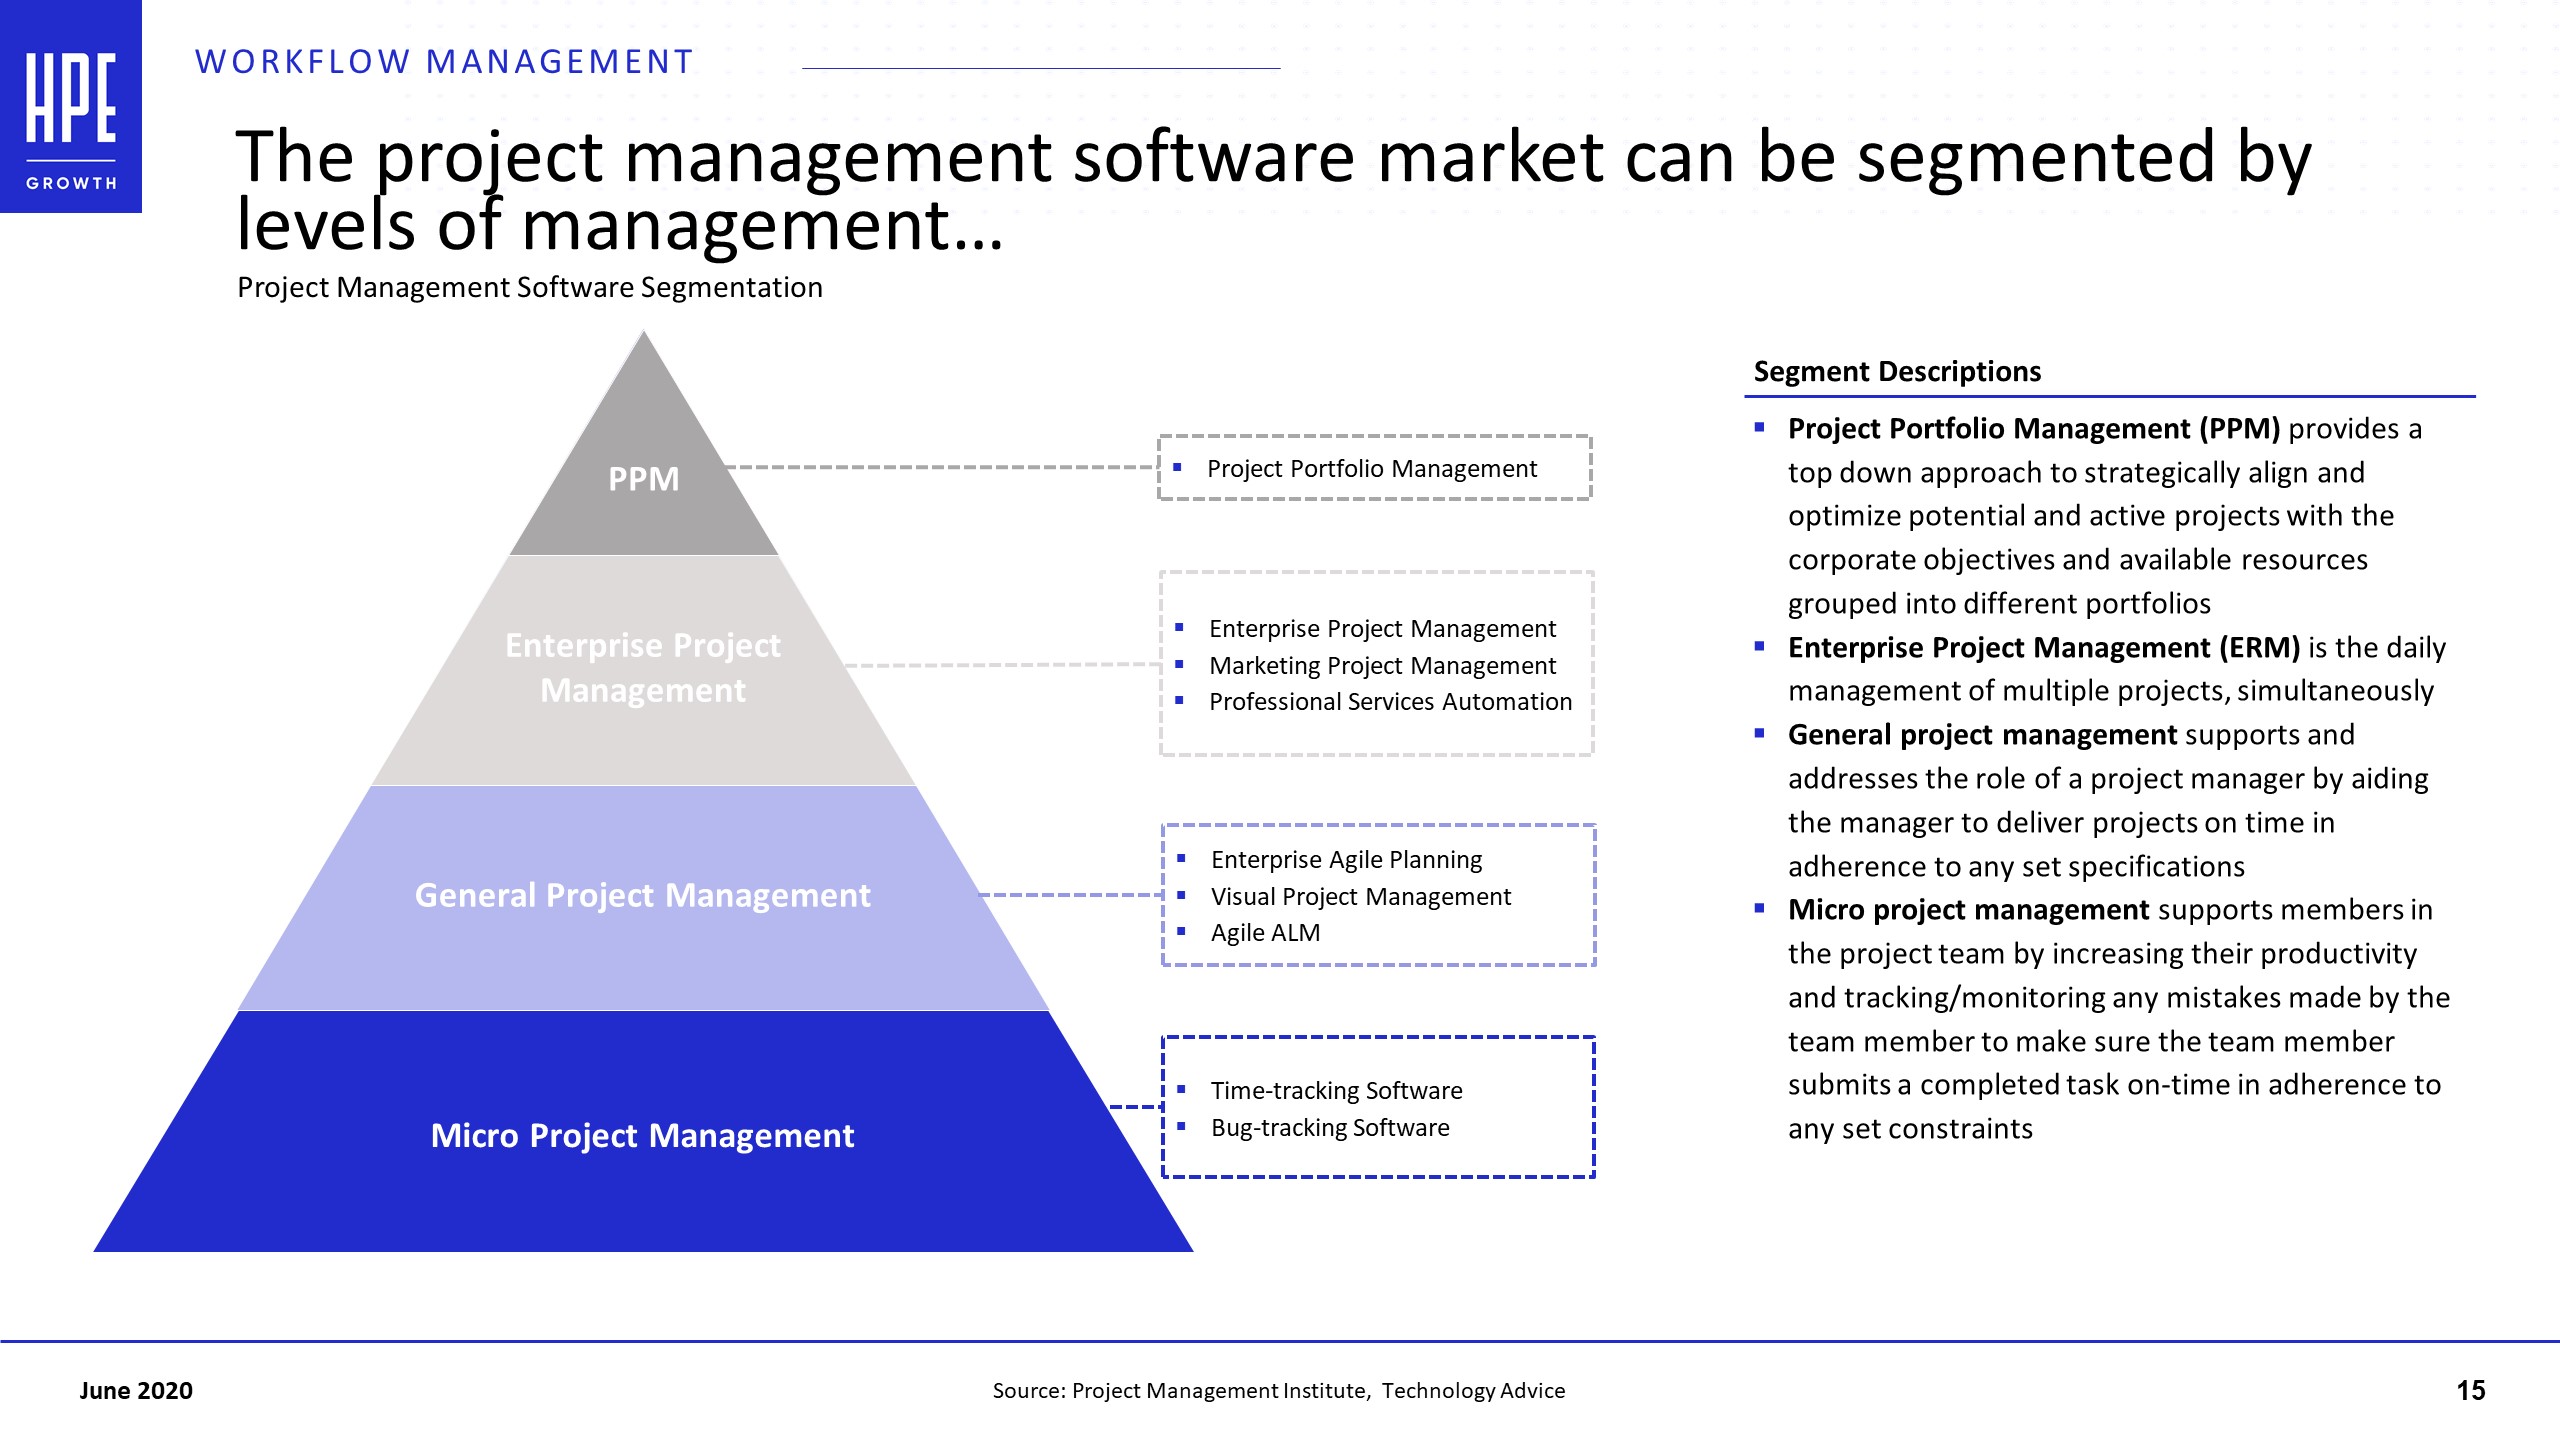 HPE
GROWTH
WORKFLOW MANAGEMENT
The project management software market can be segmented by
levels of management...
Project Management Software Segmentation
PPM
Enterprise Project
Management
General Project Management
Micro Project Management
▪ Project Portfolio Management
▪ Enterprise Project Management
▪ Marketing Project Management
▪ Professional Services Automation
▪ Enterprise Agile Planning
▪ Visual Project Management
▪ Agile ALM
▪ Time-tracking Software
▪ Bug-tracking Software
Segment Descriptions
▪ Project Portfolio Management (PPM) provides a
top down approach to strategically align and
optimize potential and active projects with the
corporate objectives and available resources
grouped into different portfolios
▪ Enterprise Project Management (ERM) is the daily
management of multiple projects, simultaneously
▪ General project management supports and
addresses the role of a project manager by aiding
the manager to deliver projects on time in
adherence to any set specifications
▪ Micro project management supports members in
the project team by increasing their productivity
and tracking/monitoring any mistakes made by the
team member to make sure the team member
submits a completed task on-time in adherence to
any set constraints
June 2020
Source: Project Management Institute, Technology Advice
15